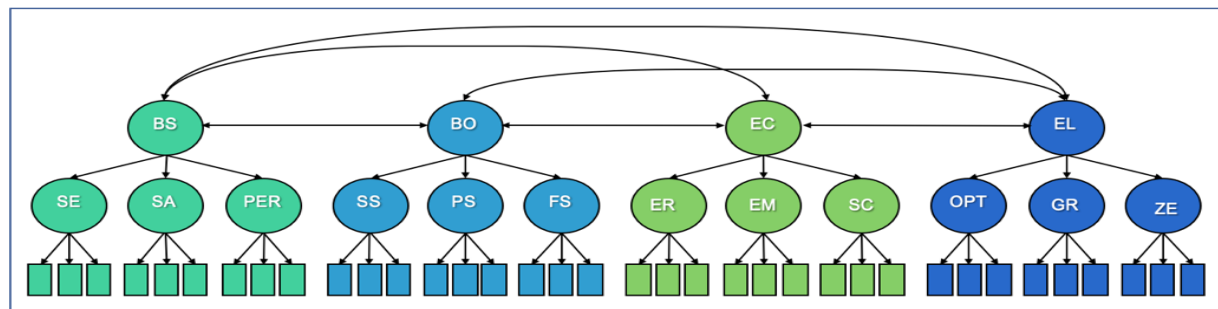 BS BO EC EL
SE SA PER SS PS FS ER EM SC OPT GR ZE